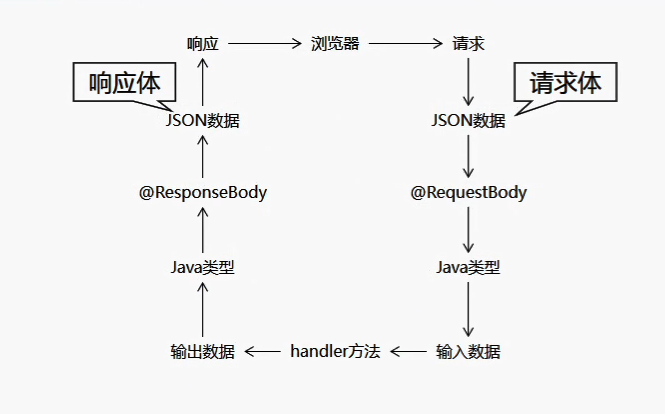 响应
浏览器
请求
响应体
请求体
JSON数据
JSON数据
@ResponseBody
@RequestBody
Java类型
Java类型
输出数据
handler方法
输入数据